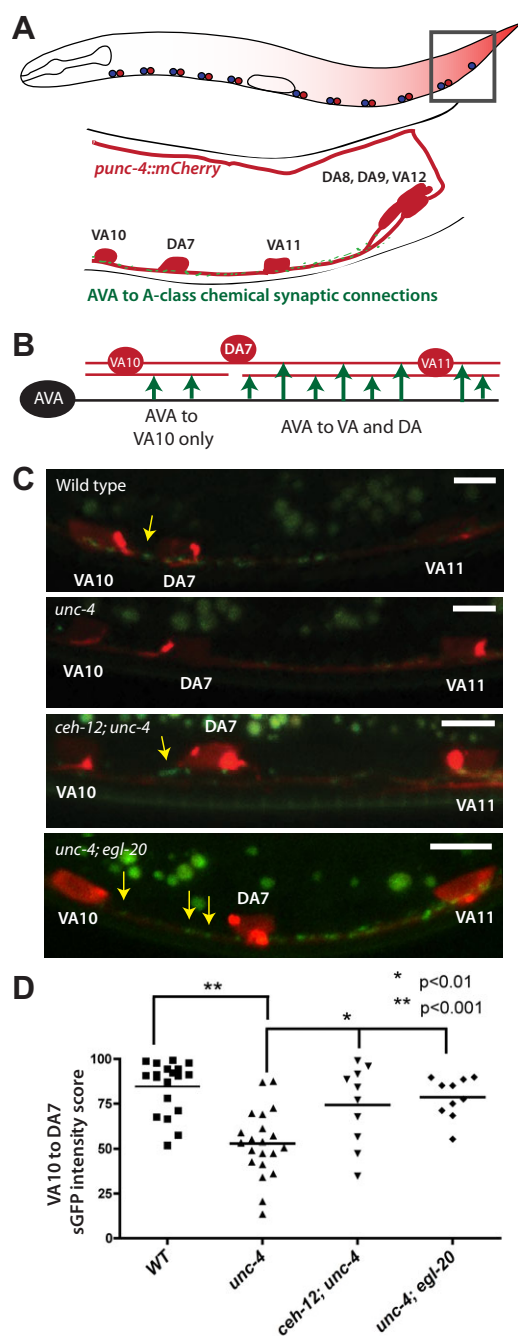 A
punc-4::mCherry
DA8, DA9, VA12
VA10
DA7
VA11
AVA to A-class chemical synaptic connections
B
VA10
DA7
VA11
AVA
AVA to
VA10 only
AVA to VA and DA
C
Wild type
VA10
DA7
VA11
unc-4
VA10
DA7
VA11
ceh-12; unc-4
DA7
VA10
VA11
unc-4; egl-20
DA7
VA10
VA11
D
* p<0.01
** p<0.001
**
*
VA10 to DA7
sGFP intensity score
100
75
50
25
0
WT
unc-4
ceh-12; unc-4
unc-4; egl-20